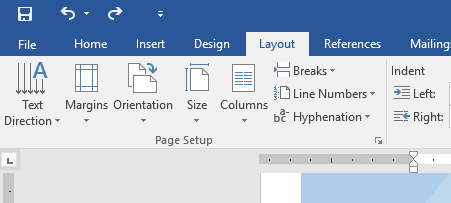 File Home Insert Design Layout References Mailing
Text Direction Margins Orientation Size Columns
Breaks
Line Numbers
Hyphenation
Indent
Left:
Right:
Page Setup